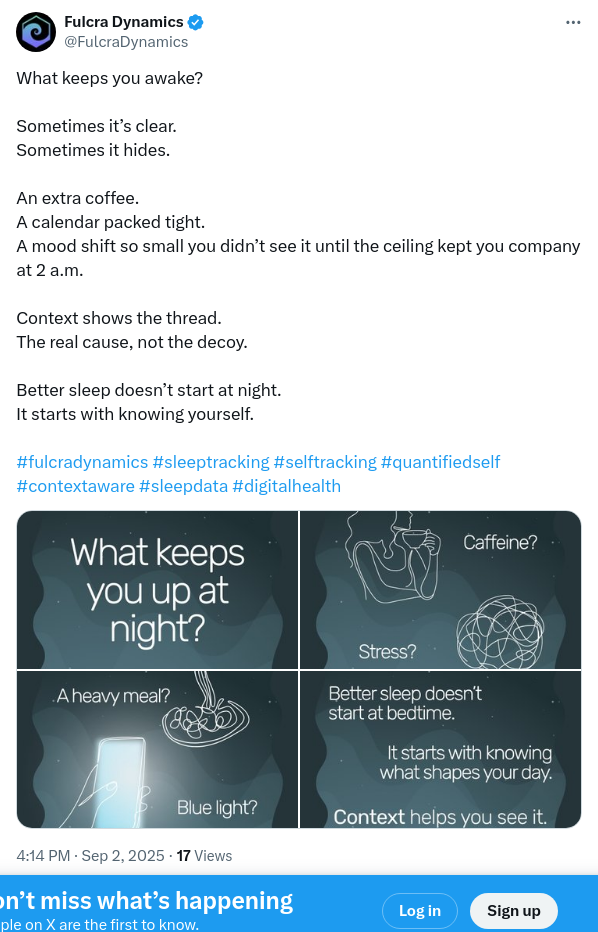 Fulcra Dynamics
@FulcraDynamics
What keeps you awake?
Sometimes it’s clear.
Sometimes it hides.
An extra coffee.
A calendar packed tight.
A mood shift so small you didn’t see it until the ceiling kept you company
at 2 a.m.
Context shows the thread.
The real cause, not the decoy.
Better sleep doesn’t start at night.
It starts with knowing yourself.
#fulcradynamics #sleeptracking #selftracking #quantifiedself
#contextaware #sleepdata #digitalhealth
What keeps
you up at
night?
Caffeine?
Stress?
A heavy meal?
Blue light?
Better sleep doesn’t
start at bedtime.
It starts with knowing
what shapes your day.
Context helps you see it.
4:14 PM · Sep 2, 2025 · 17 Views
on’t miss what’s happening
ple on X are the first to know.
Log in
Sign up